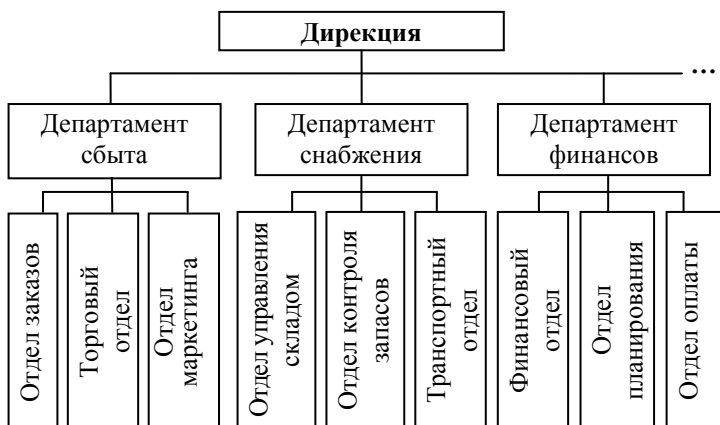 Дирекция
...
Департамент
сбыта
Департамент
снабжения
Департамент
финансов
Отдел заказов
Торговый
отдел
Отдел
маркетинга
Отдел управления
складом
Отдел контроля
запасов
Транспортный
отдел
Финансовый
отдел
Отдел
планирования
Отдел оплаты